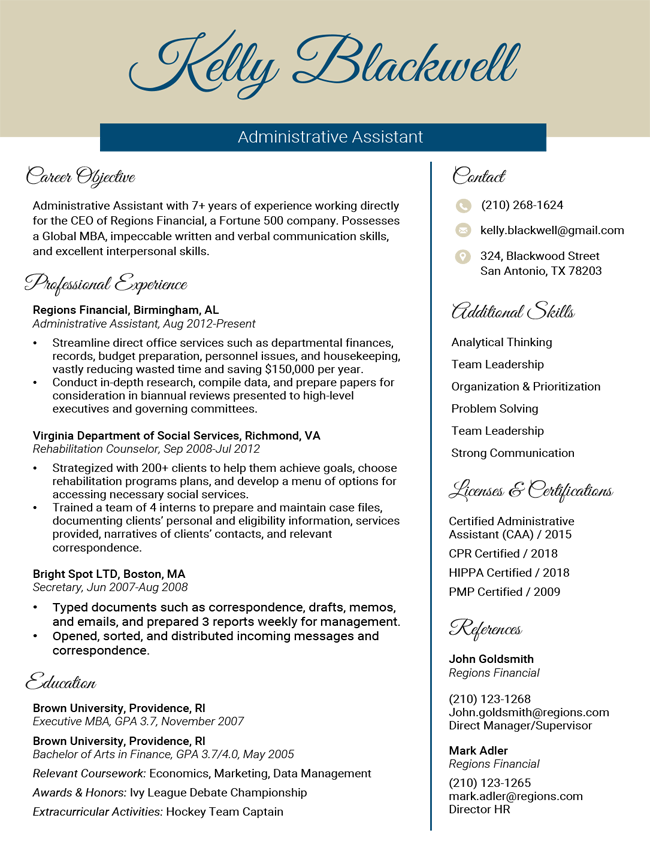 Kelly Blackwell
Administrative Assistant
Career Objective
Administrative Assistant with 7+ years of experience working directly
for the CEO of Regions Financial, a Fortune 500 company. Possesses
a Global MBA, impeccable written and verbal communication skills,
and excellent interpersonal skills.
Professional Experience
Regions Financial, Birmingham, AL
Administrative Assistant, Aug 2012-Present
• Streamline direct office services such as departmental finances,
records, budget preparation, personnel issues, and housekeeping,
vastly reducing wasted time and saving $150,000 per year.
• Conduct in-depth research, compile data, and prepare papers for
consideration in biannual reviews presented to high-level
executives and governing committees.
Virginia Department of Social Services, Richmond, VA
Rehabilitation Counselor, Sep 2008-Jul 2012
• Strategized with 200+ clients to help them achieve goals, choose
rehabilitation programs plans, and develop a menu of options for
accessing necessary social services.
• Trained a team of 4 interns to prepare and maintain case files,
documenting clients’ personal and eligibility information, services
provided, narratives of clients’ contacts, and relevant
correspondence.
Bright Spot LTD, Boston, MA
Secretary, Jun 2007-Aug 2008
• Typed documents such as correspondence, drafts, memos,
and emails, and prepared 3 reports weekly for management.
• Opened, sorted, and distributed incoming messages and
correspondence.
Education
Brown University, Providence, RI
Executive MBA, GPA 3.7, November 2007
Brown University, Providence, RI
Bachelor of Arts in Finance, GPA 3.7/4.0, May 2005
Relevant Coursework: Economics, Marketing, Data Management
Awards & Honors: Ivy League Debate Championship
Extracurricular Activities: Hockey Team Captain
Contact
(210) 268-1624
kelly.blackwell@gmail.com
324, Blackwood Street
San Antonio, TX 78203
Additional Skills
Analytical Thinking
Team Leadership
Organization & Prioritization
Problem Solving
Team Leadership
Strong Communication
Licenses & Certifications
Certified Administrative
Assistant (CAA) / 2015
CPR Certified / 2018
HIPPA Certified / 2018
PMP Certified / 2009
References
John Goldsmith
Regions Financial
(210) 123-1268
John.goldsmith@regions.com
Direct Manager/Supervisor
Mark Adler
Regions Financial
(210) 123-1265
mark.adler@regions.com
Director HR